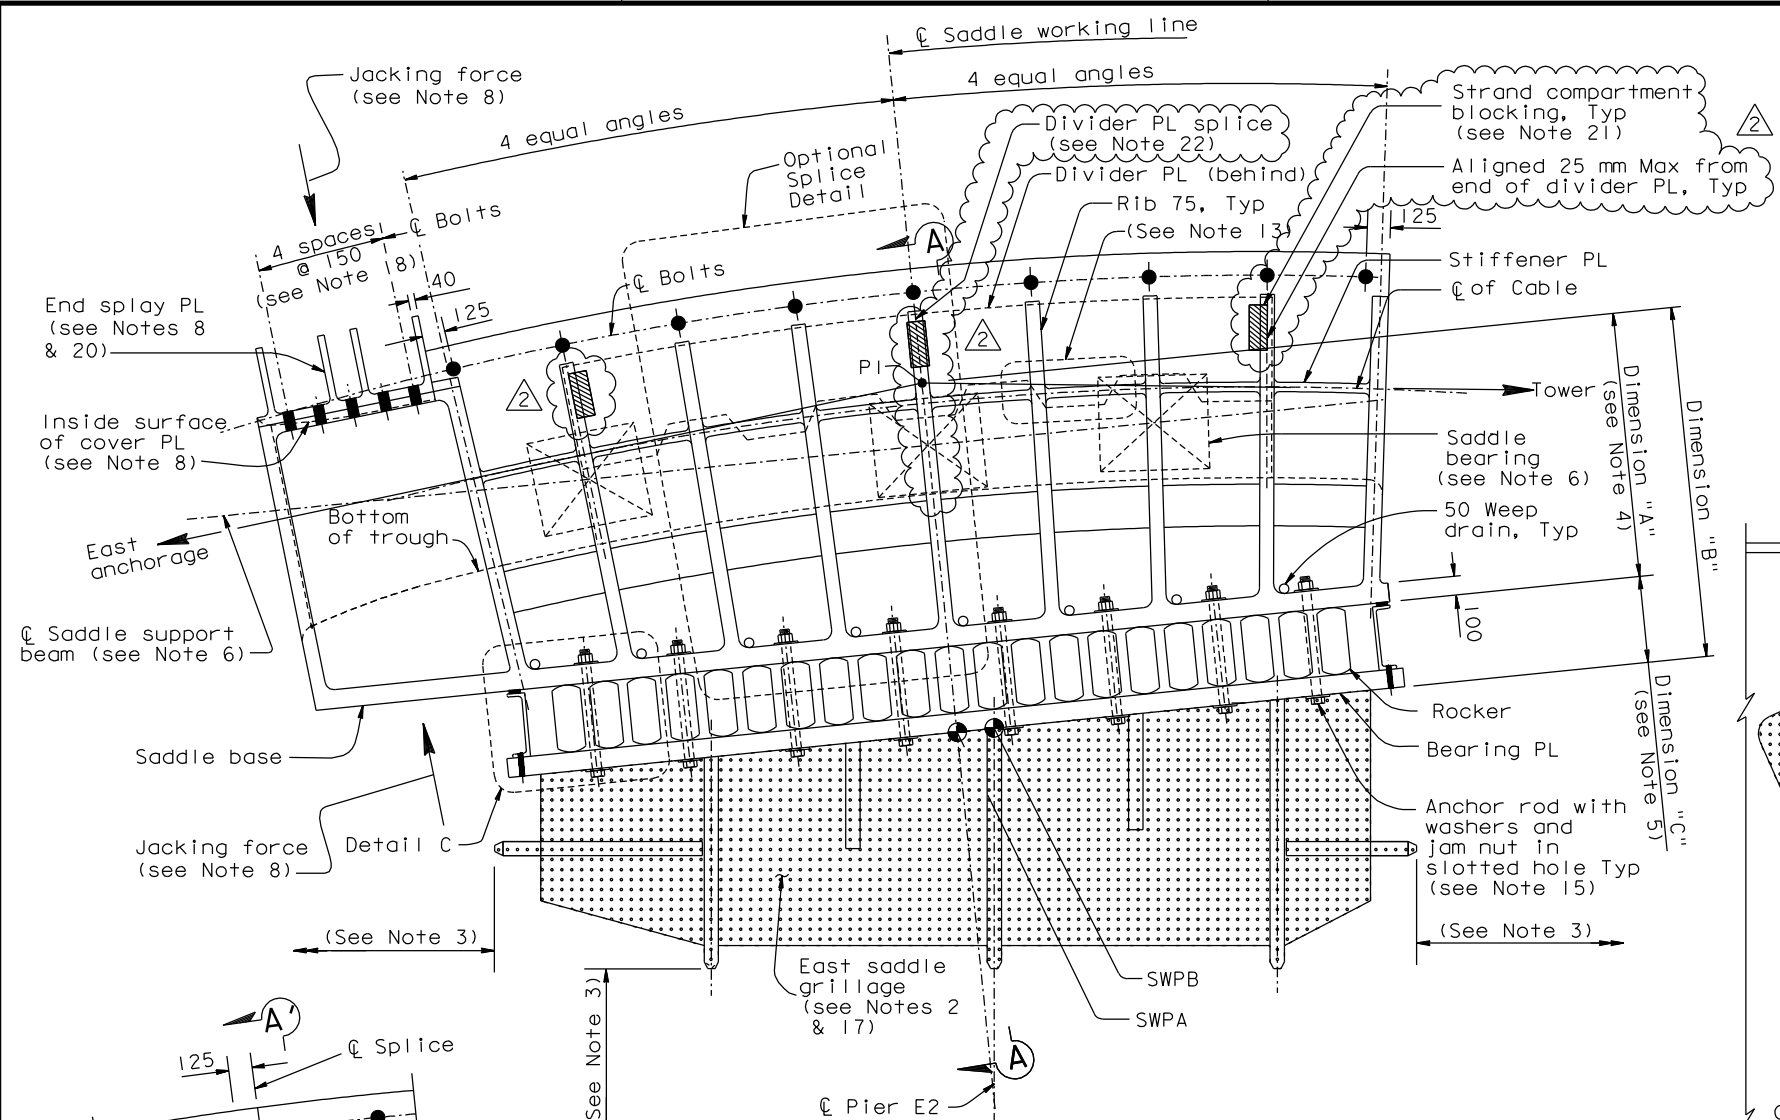 ℄ Saddle working line
Jacking force
(see Note 8)
4 equal angles
4 equal angles
Strand compartment
blocking, Typ
(see Note 21)
2
Divider PL splice
(see Note 22)
Aligned 25 mm Max from
end of divider PL, Typ
Optional
Splice
Detail
Divider PL (behind)
Rib 75, Typ
(See Note 13)
125
℄ Bolts
4 spaces
@ 150
(see Note 18)
A
Stiffener PL
℄ of Cable
℄ Bolts
40
125
End splay PL
(see Notes 8
& 20)
2
PI
2
Tower
Dimension "A"
(see Note 4)
Dimension "B"
Inside surface
of cover PL
(see Note 8)
Saddle
bearing
(see Note 6)
50 Weep
drain, Typ
Bottom
of trough
East
anchorage
100
℄ Saddle support
beam (see Note 6)
Dimension "C"
(see Note 5)
Rocker
Saddle base
Bearing PL
Jacking force
(see Note 8)
Detail C
Anchor rod with
washers and
jam nut in
slotted hole Typ
(see Note 15)
(See Note 3)
(See Note 3)
East saddle
grillage
(see Notes 2
& 17)
SWPB
SWPA
(See Note 3)
A'
A
125
℄ Splice
℄ Pier E2